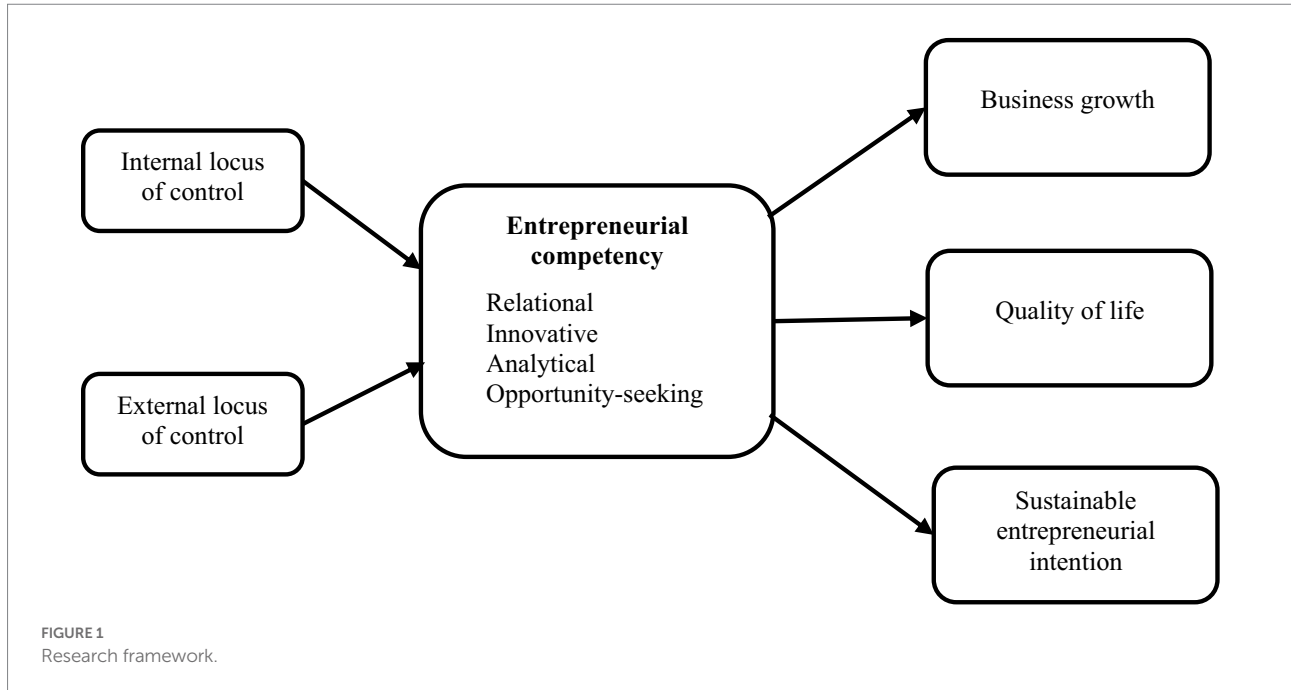 Internal locus
of control
External locus
of control
Entrepreneurial
competency
Relational
Innovative
Analytical
Opportunity-seeking
Business growth
Quality of life
Sustainable
entrepreneurial
intention
FIGURE 1
Research framework.